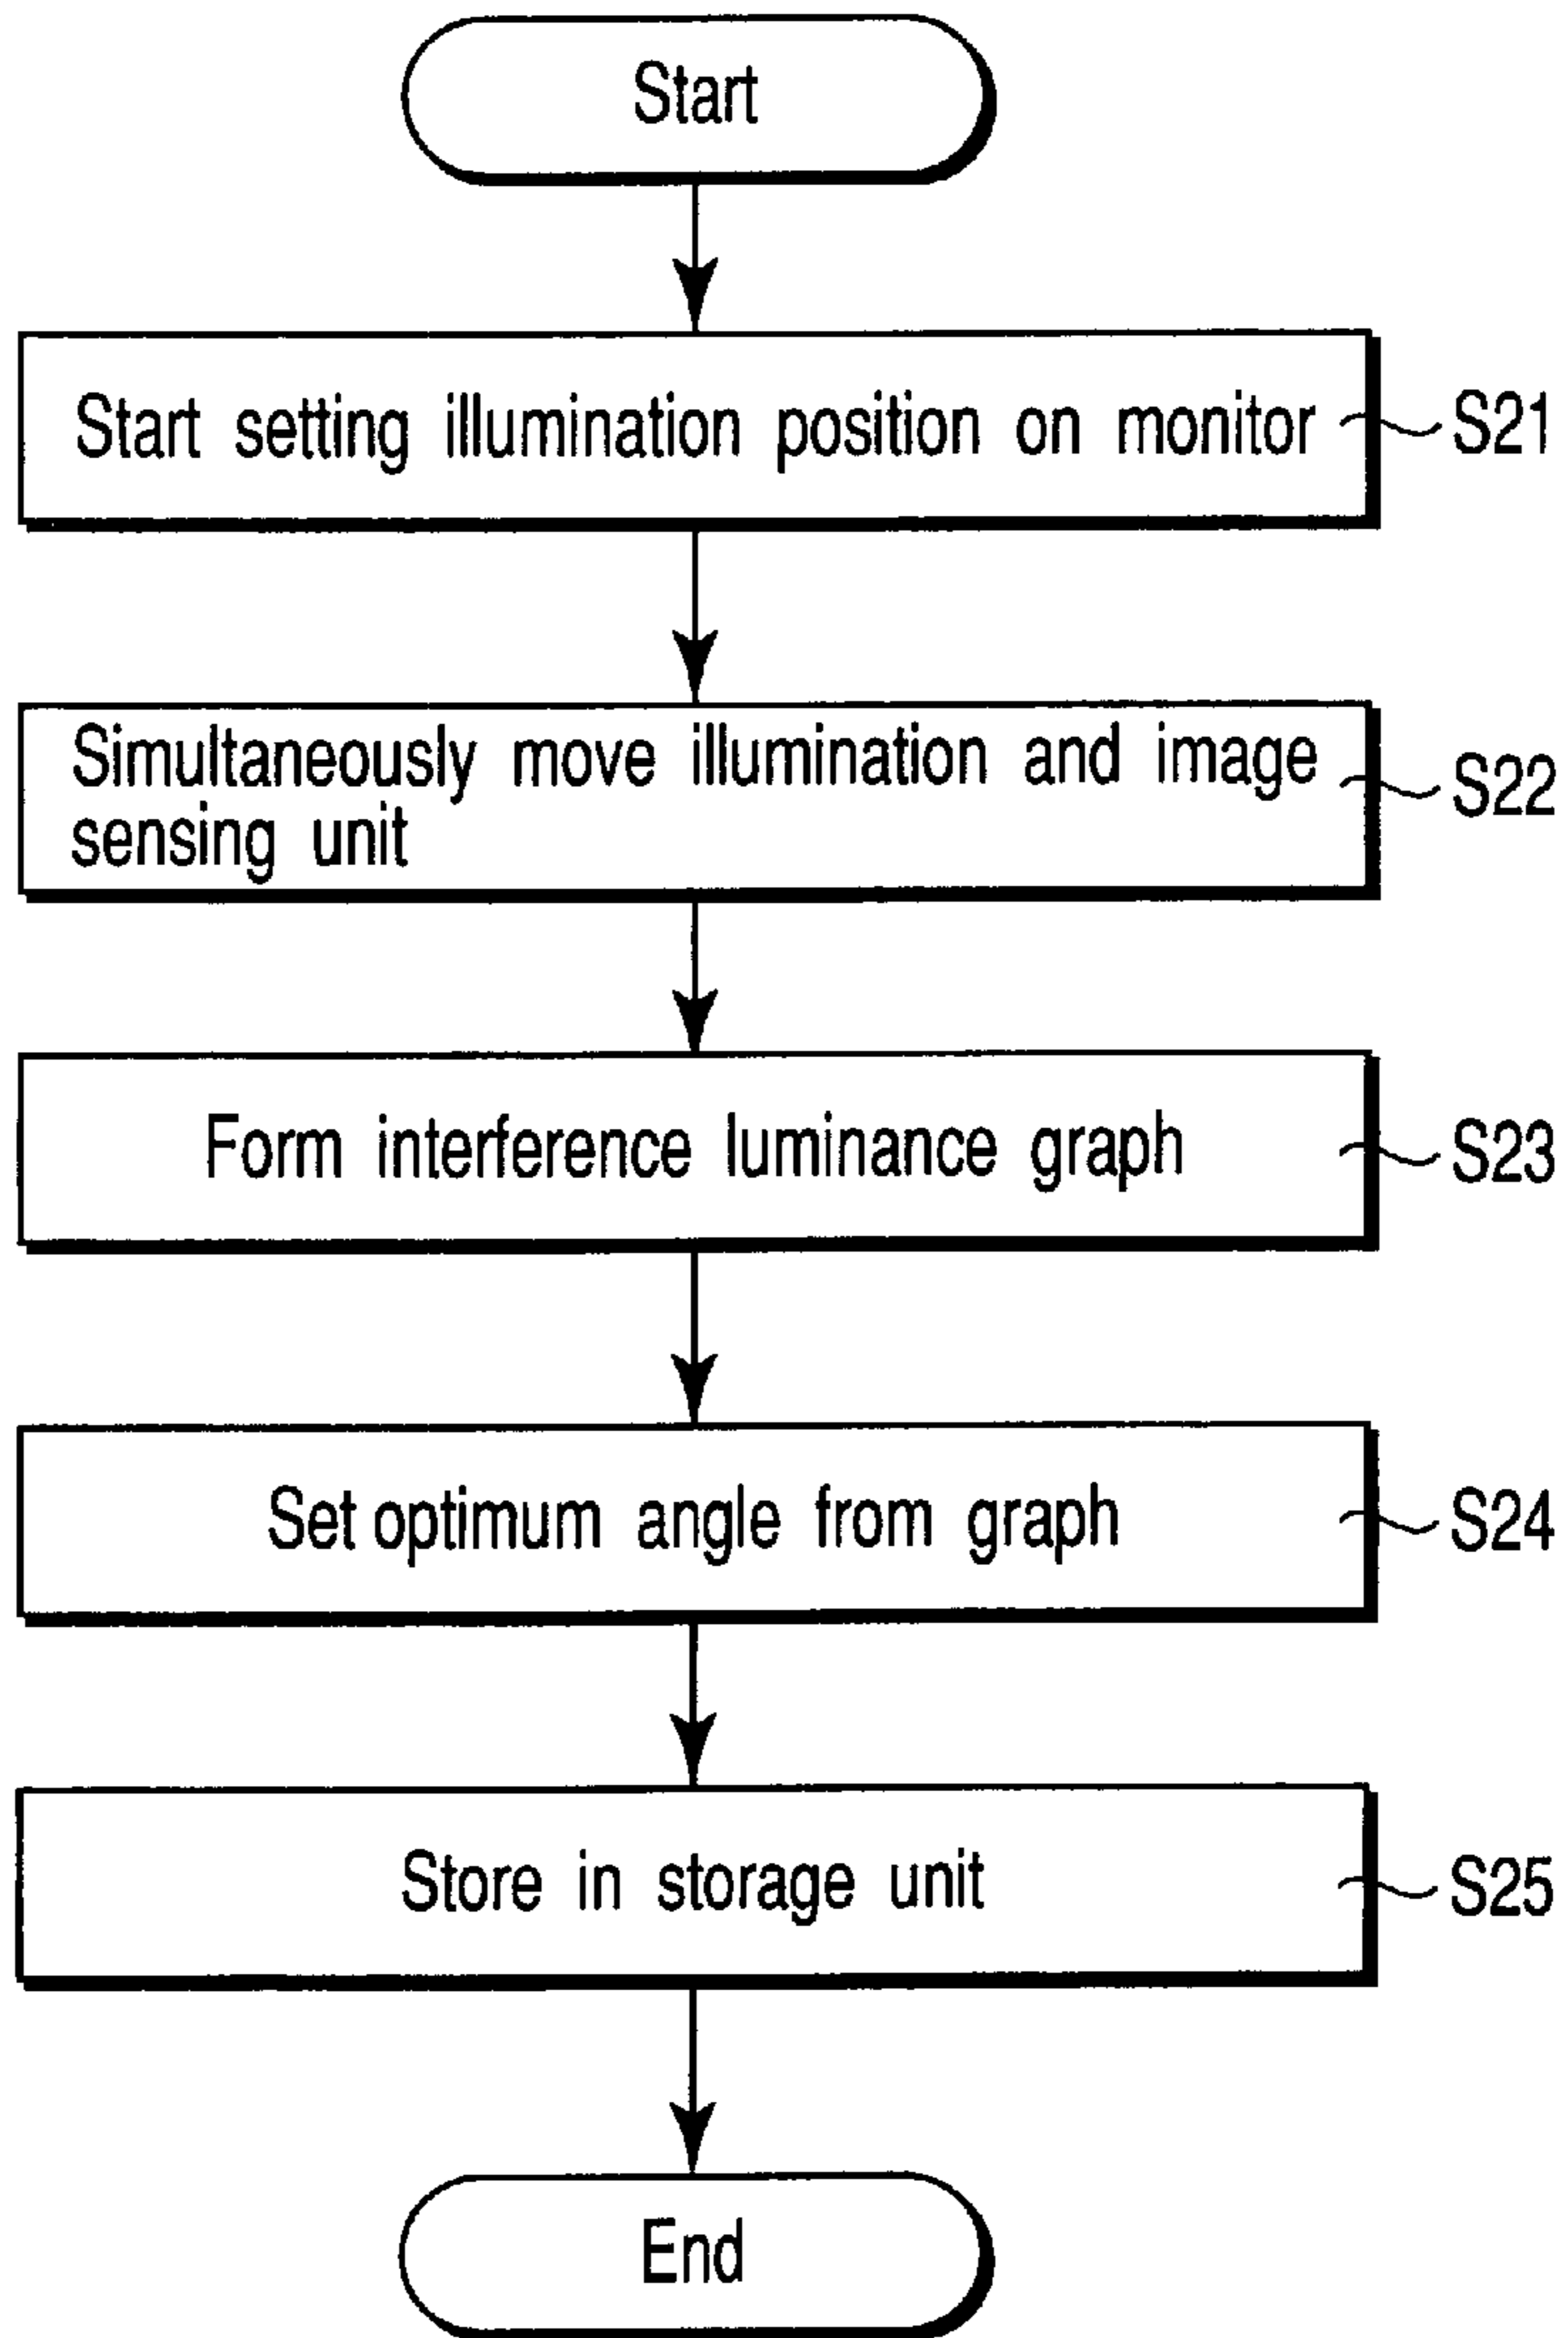 Start
Start setting illumination position on monitor
S21
Simultaneously move illumination and image
sensing unit
S22
Form interference luminance graph
S23
Set optimum angle from graph
S24
Store in storage unit
S25
End